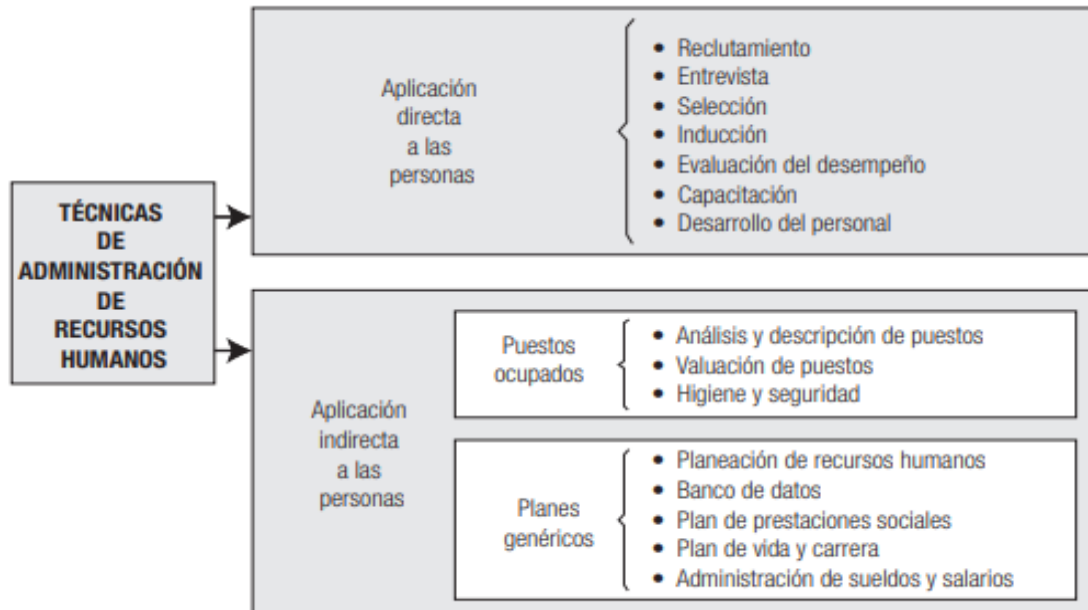 TÉCNICAS
DE
ADMINISTRACIÓN
DE
RECURSOS
HUMANOS
Aplicación
directa
a las
personas
• Reclutamiento
• Entrevista
• Selección
• Inducción
• Evaluación del desempeño
• Capacitación
• Desarrollo del personal
Aplicación
indirecta
a las
personas
Puestos
ocupados
• Análisis y descripción de puestos
• Valuación de puestos
• Higiene y seguridad
Planes
genéricos
• Planeación de recursos humanos
• Banco de datos
• Plan de prestaciones sociales
• Plan de vida y carrera
• Administración de sueldos y salarios